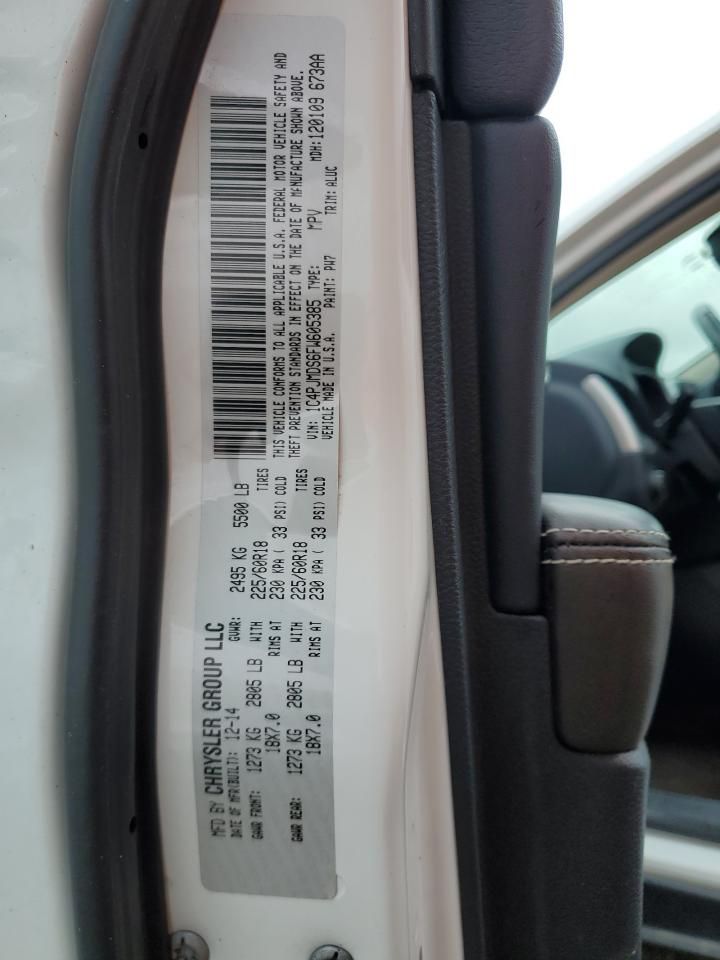 MFD BY CHRYSLER GROUP LLC
DATE OF MFR(BUILT): 12-14 GVWR: 2495 KG 5500 LB
GAWR FRONT: 1273 KG 2805 LB WITH 225/60R18 TIRES
18X7.0 RIMS AT 230 KPA ( 33 PSI) COLD
GAWR REAR: 1273 KG 2805 LB WITH 225/60R18 TIRES
18X7.0 RIMS AT 230 KPA ( 33 PSI) COLD
THIS VEHICLE CONFORMS TO ALL APPLICABLE U.S.A. FEDERAL MOTOR VEHICLE SAFETY AND
THEFT PREVENTION STANDARDS IN EFFECT ON THE DATE OF MANUFACTURE SHOWN ABOVE.
VIN: 1C4PJMDS6FW605385 TYPE: MPV MDH: 120109 673AA
VEHICLE MADE IN U.S.A. PAINT: PW7 TRIM: ALUC